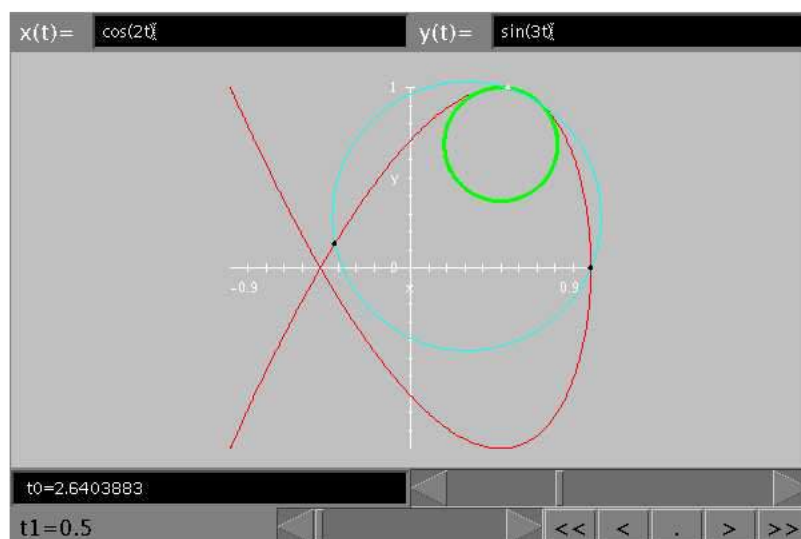 x(t)= cos(2t) y(t)= sin(3t)
1
Y
0
-0.9 x 0.9
t0=2.6403883
t1=0.5 << < . > >>